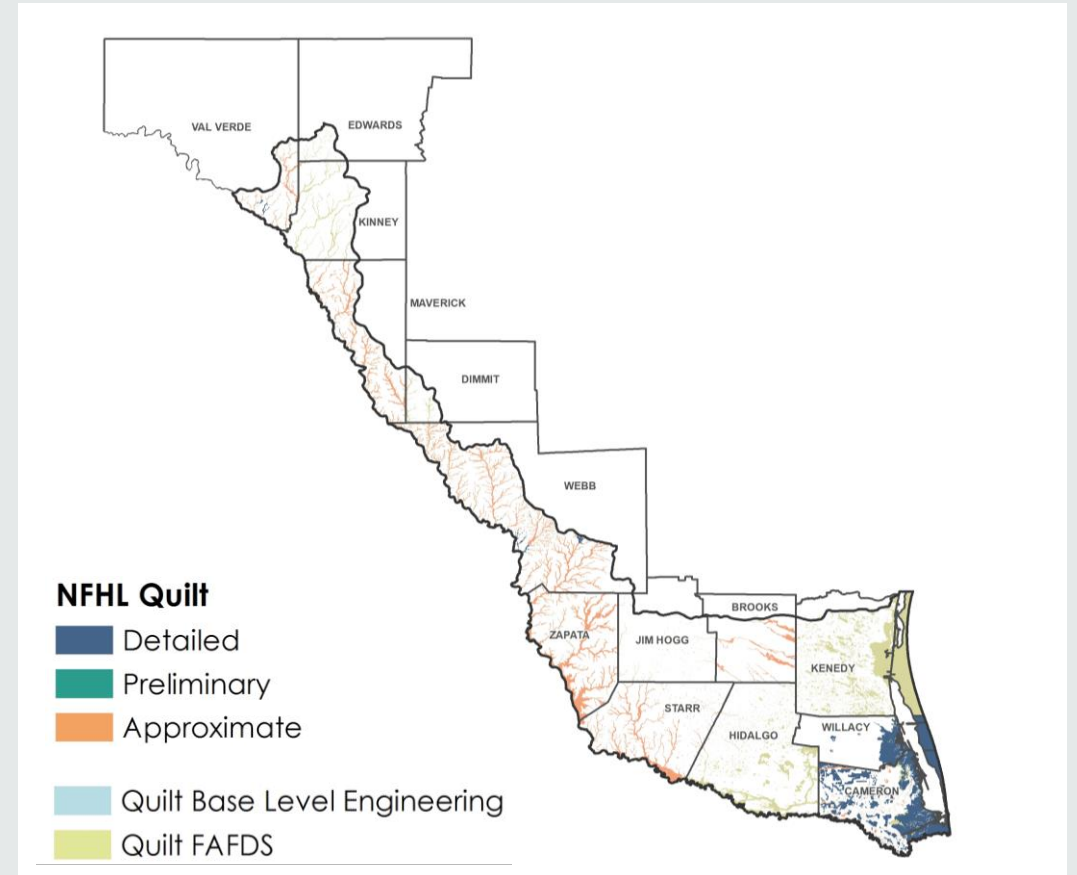 VAL VERDE
EDWARDS
KINNEY
MAVERICK
DIMMIT
WEBB
NFHL Quilt
Detailed
Preliminary
Approximate
Quilt Base Level Engineering
Quilt FAFDS
BROOKS
ZAPATA
JIM HOGG
KENEDY
STARR
WILLACY
HIDALGO
CAMERON